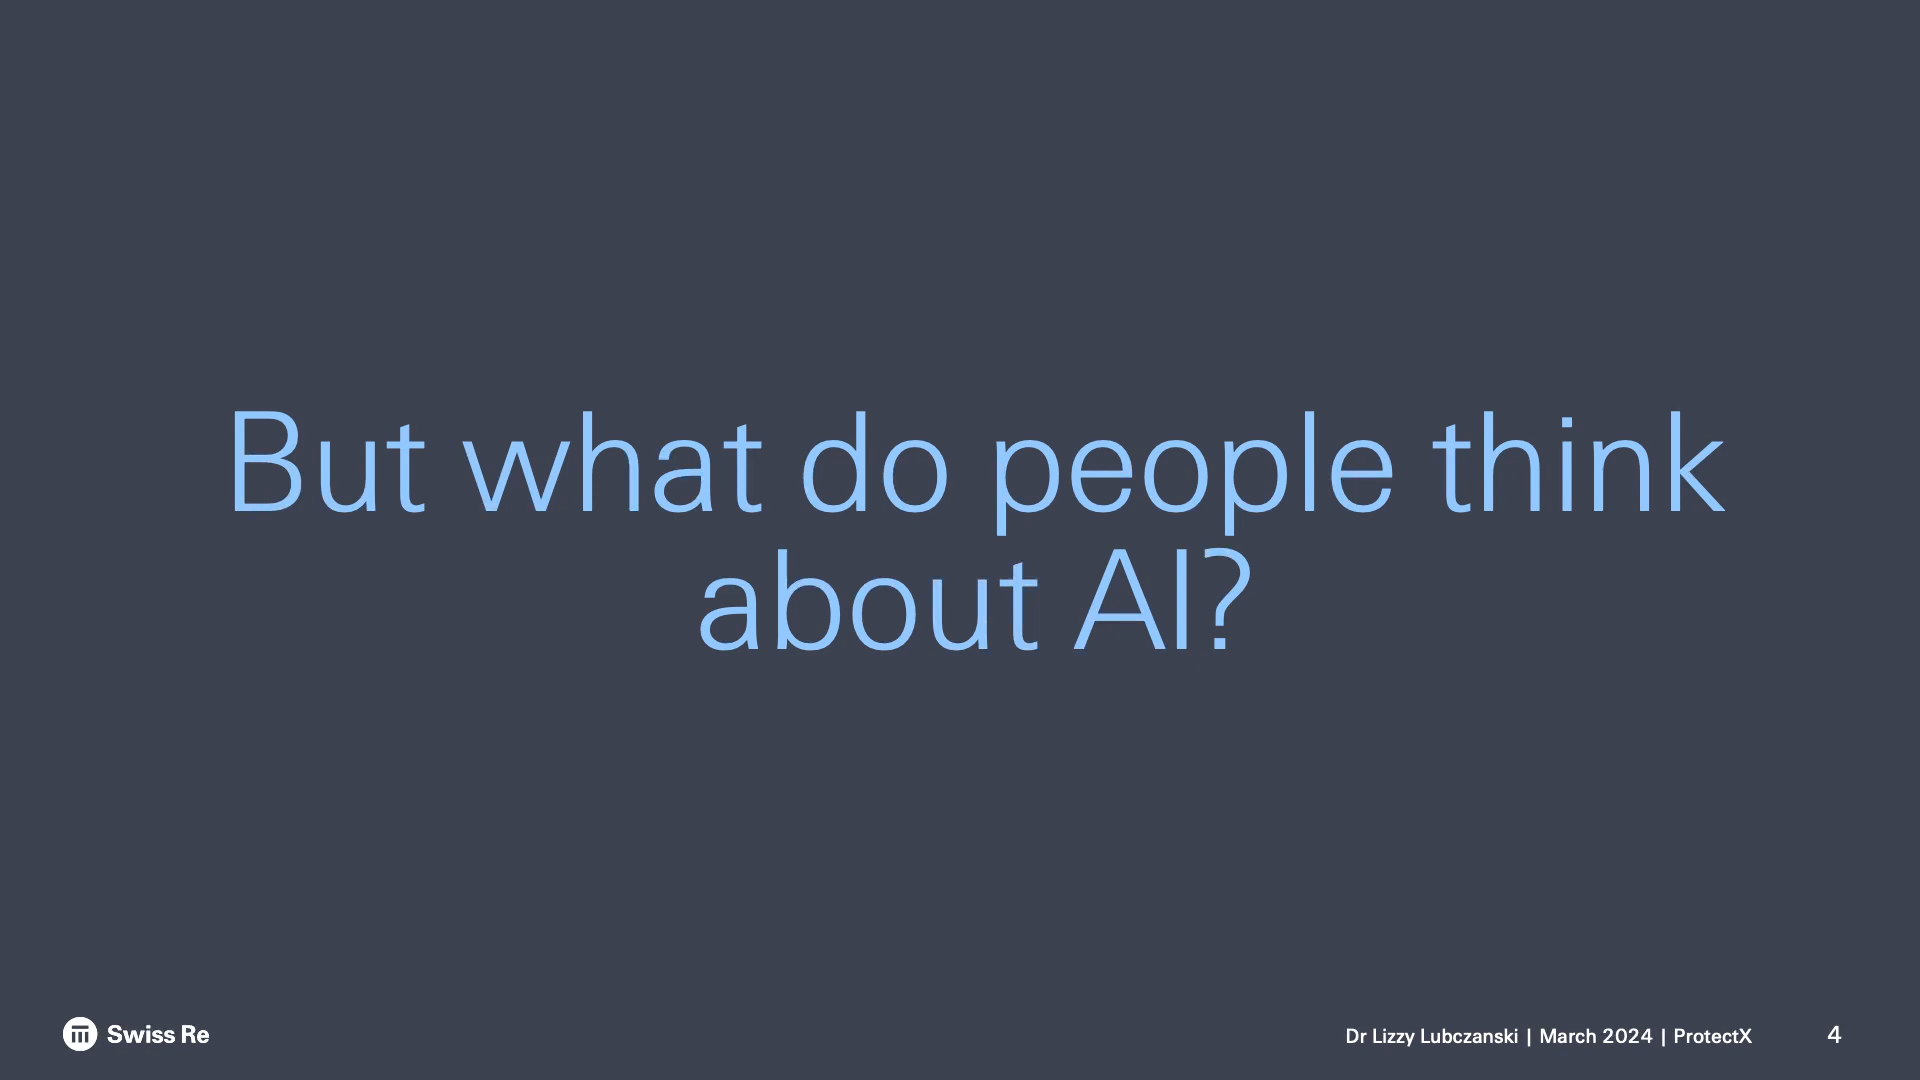 But what do people think
about AI?
Swiss Re
Dr Lizzy Lubczanski | March 2024 | ProtectX
4